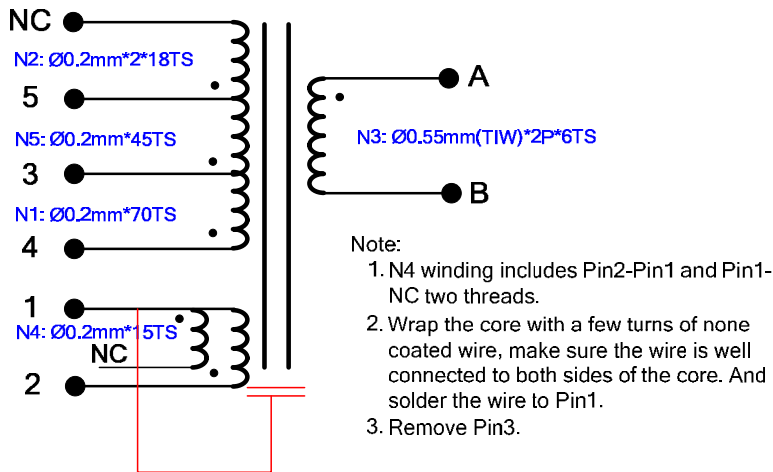 NC
N2: Ø0.2mm*2*18TS
5
N5: Ø0.2mm*45TS
3
N1: Ø0.2mm*70TS
4
1
N4: Ø0.2mm*15TS
NC
2
A
N3: Ø0.55mm(TIW)*2P*6TS
B
Note:
1. N4 winding includes Pin2-Pin1 and Pin1-
NC two threads.
2. Wrap the core with a few turns of none
coated wire, make sure the wire is well
connected to both sides of the core. And
solder the wire to Pin1.
3. Remove Pin3.